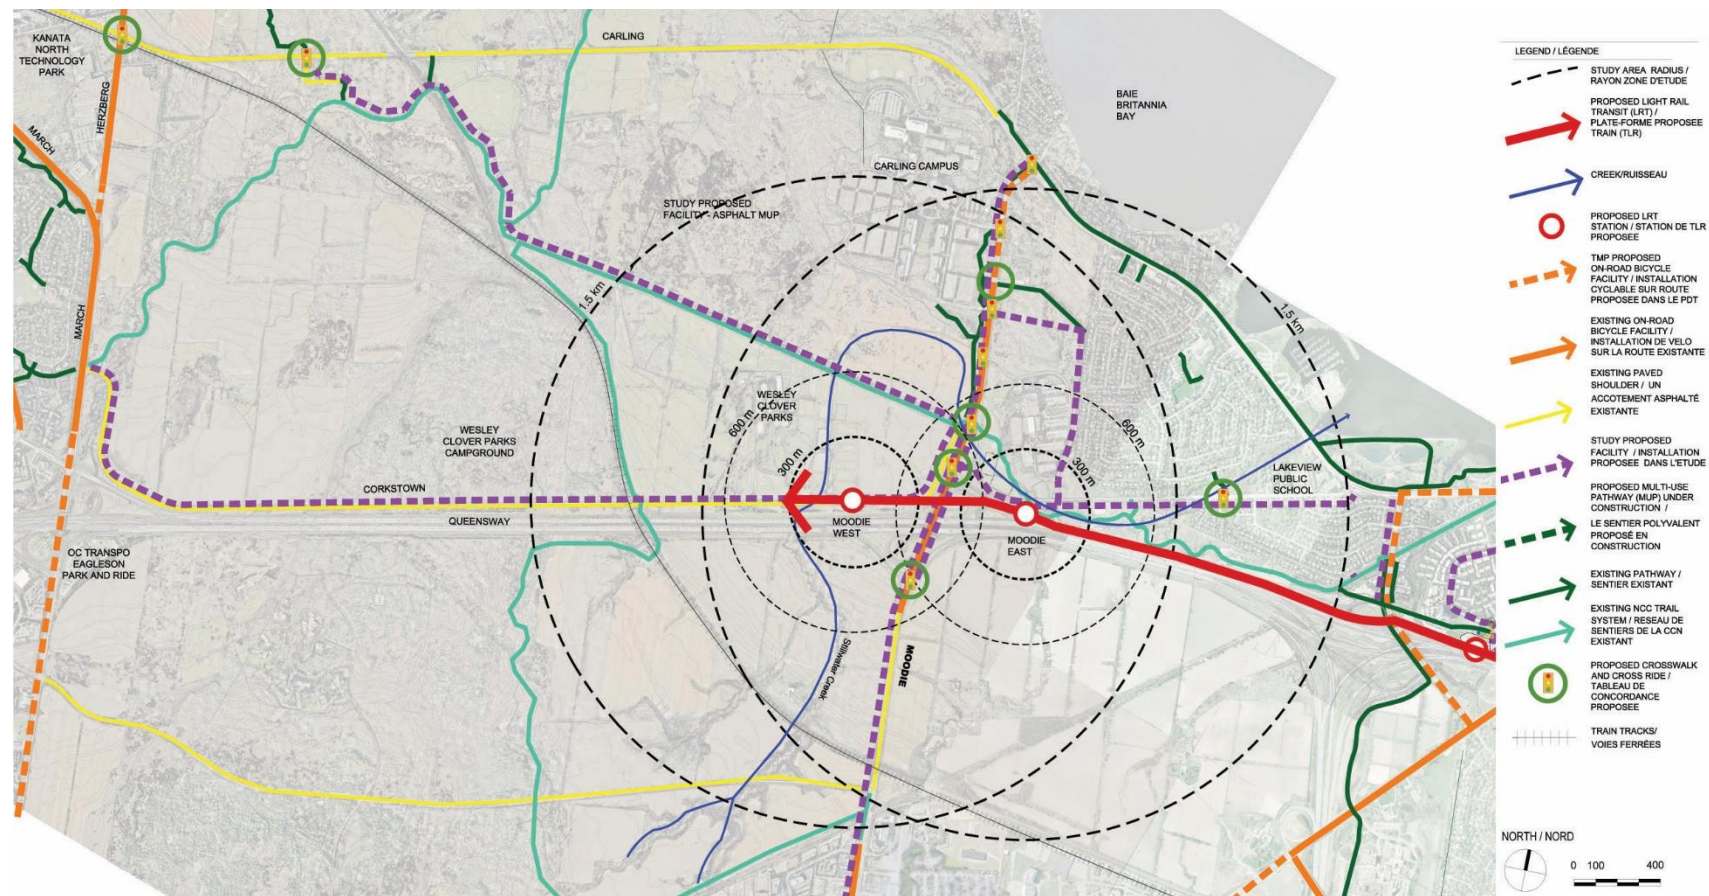 KANATA
NORTH
TECHNOLOGY
PARK
HERZBERG
MARCH
MARCH
CARLING
BAIE
BRITANNIA
BAY
CARLING CAMPUS
STUDY PROPOSED
FACILITY - ASPHALT MUP
1.5 km
1.5 km
WESLEY
CLOVER
PARKS
600 m
600 m
300 m
300 m
WESLEY
CLOVER PARKS
CAMPGROUND
CORKSTOWN
QUEENSWAY
MOODIE
WEST
MOODIE
EAST
LAKEVIEW
PUBLIC
SCHOOL
OC TRANSPO
EAGLESON
PARK AND RIDE
Stillwater Creek
MOODIE
LEGEND / LÉGENDE
STUDY AREA RADIUS /
RAYON ZONE D'ETUDE
PROPOSED LIGHT RAIL
TRANSIT (LRT) /
PLATE-FORME PROPOSEE
TRAIN (TLR)
CREEK/RUISSEAU
PROPOSED LRT
STATION / STATION DE TLR
PROPOSEE
TMP PROPOSED
ON-ROAD BICYCLE
FACILITY / INSTALLATION
CYCLABLE SUR ROUTE
PROPOSEE DANS LE PDT
EXISTING ON-ROAD
BICYCLE FACILITY /
INSTALLATION DE VELO
SUR LA ROUTE EXISTANTE
EXISTING PAVED
SHOULDER / UN
ACCOTEMENT ASPHALTÉ
EXISTANTE
STUDY PROPOSED
FACILITY / INSTALLATION
PROPOSEE DANS L'ETUDE
PROPOSED MULTI-USE
PATHWAY (MUP) UNDER
CONSTRUCTION /
LE SENTIER POLYVALENT
PROPOSÉ EN
CONSTRUCTION
EXISTING PATHWAY /
SENTIER EXISTANT
EXISTING NCC TRAIL
SYSTEM / RESEAU DE
SENTIERS DE LA CCN
EXISTANT
PROPOSED CROSSWALK
AND CROSS RIDE /
TABLEAU DE
CONCORDANCE
PROPOSEE
TRAIN TRACKS/
VOIES FERRÉES
NORTH / NORD
0 100 400